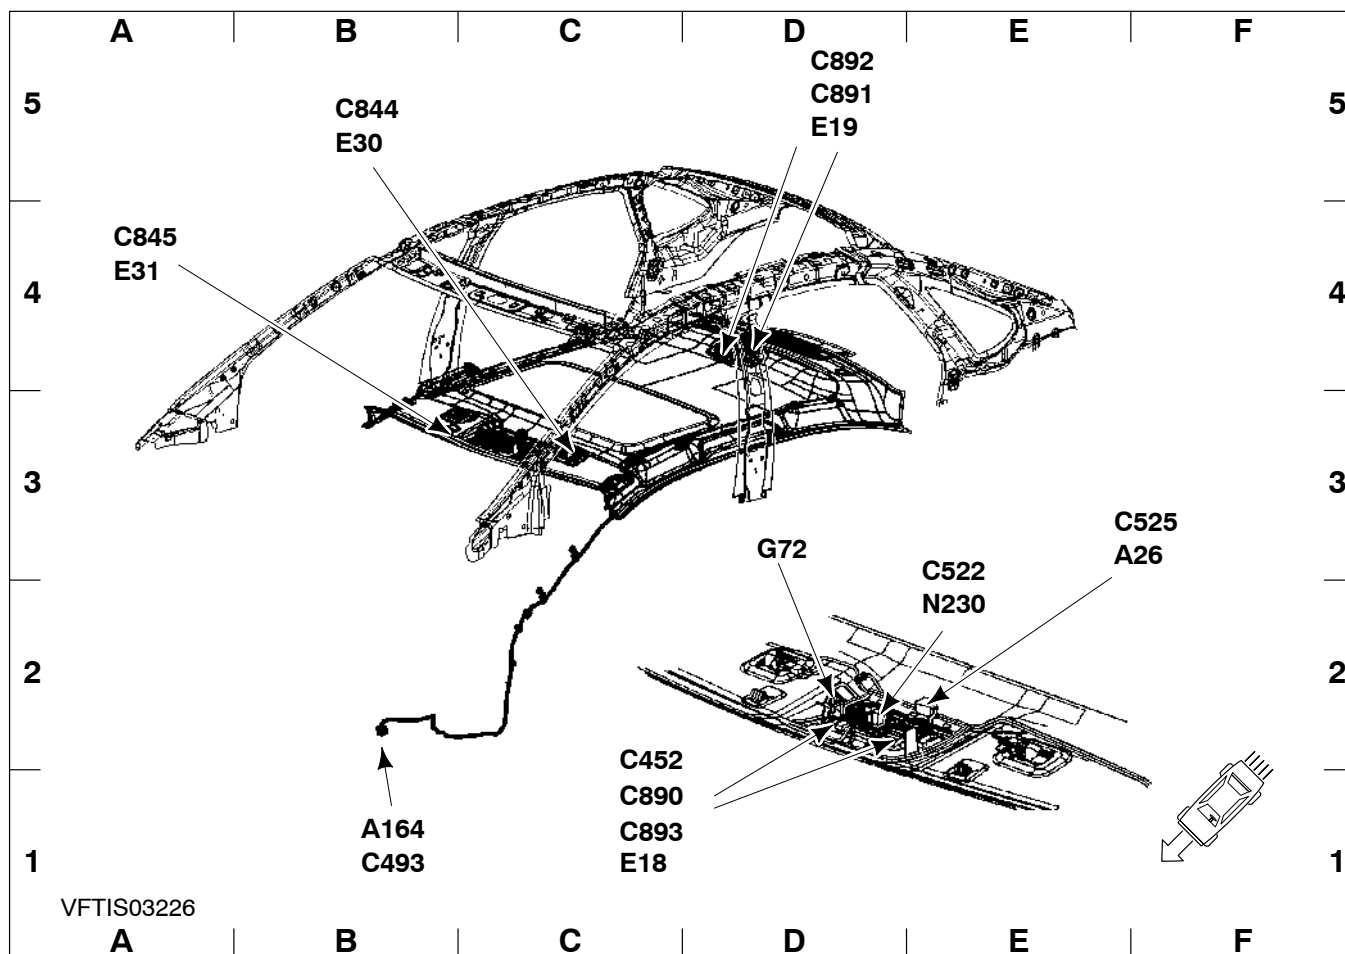 A B C D E F
C892
C891
E19
5 5
C844
E30
C845
E31
4 4
3 3
C525
A26
G72
C522
N230
2 2
C452
C890
C893
E18
A164
C493
1 1
VFTIS03226
A B C D E F